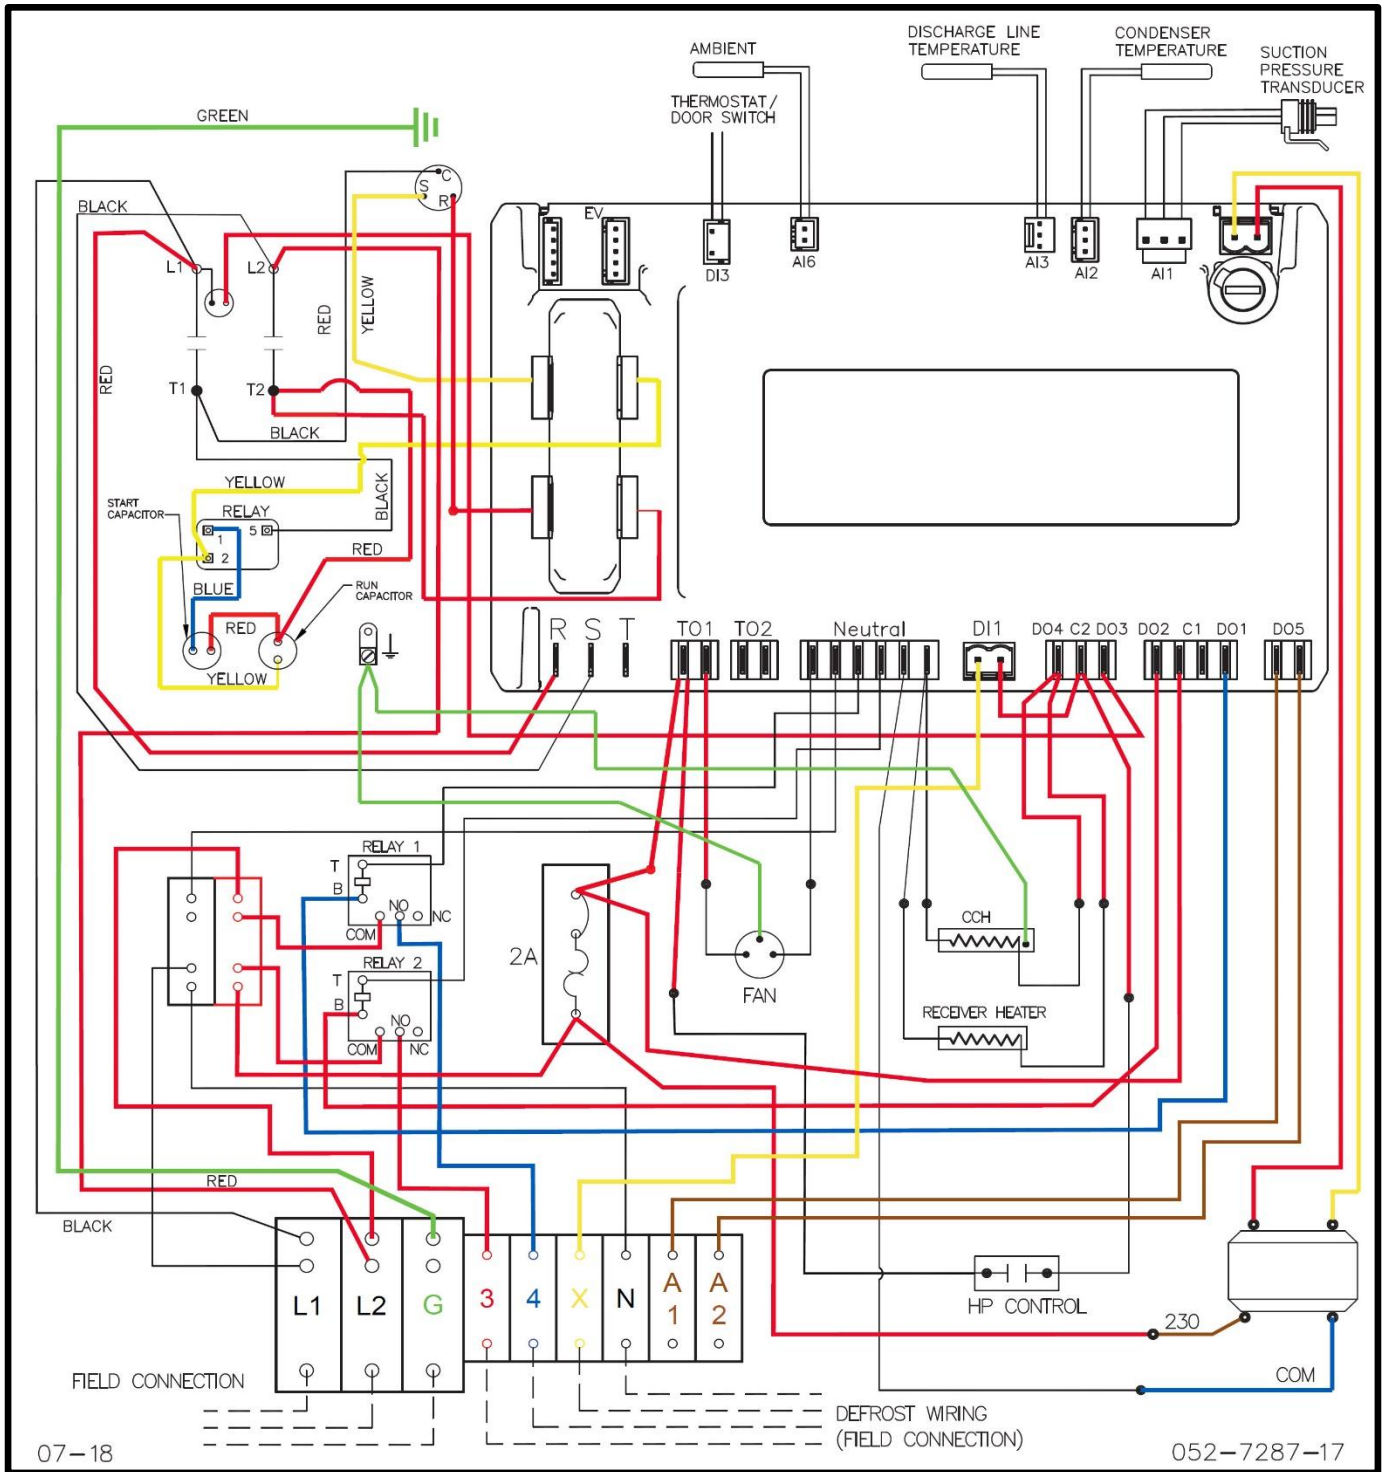 AMBIENT
DISCHARGE LINE
TEMPERATURE
CONDENSER
TEMPERATURE
SUCTION
PRESSURE
TRANSDUCER
THERMOSTAT/
DOOR SWITCH
GREEN
BLACK
C
S
R
EV
DI3
AI6
AI3
AI2
AI1
L1
L2
RED
YELLOW
RED
T1
T2
BLACK
YELLOW
BLACK
START
CAPACITOR
RELAY
1
5
2
RED
BLUE
RUN
CAPACITOR
RED
YELLOW
R
S
T
TO1
TO2
Neutral
DI1
DO4
C2
DO3
DO2
C1
DO1
DO5
RELAY 1
T
B
NO
NC
COM
2A
CCH
RELAY 2
T
B
NO
NC
COM
FAN
RECEIVER HEATER
RED
BLACK
L1
L2
G
3
4
X
N
A
1
A
2
HP CONTROL
230
COM
FIELD CONNECTION
DEFROST WIRING
(FIELD CONNECTION)
07-18
052-7287-17